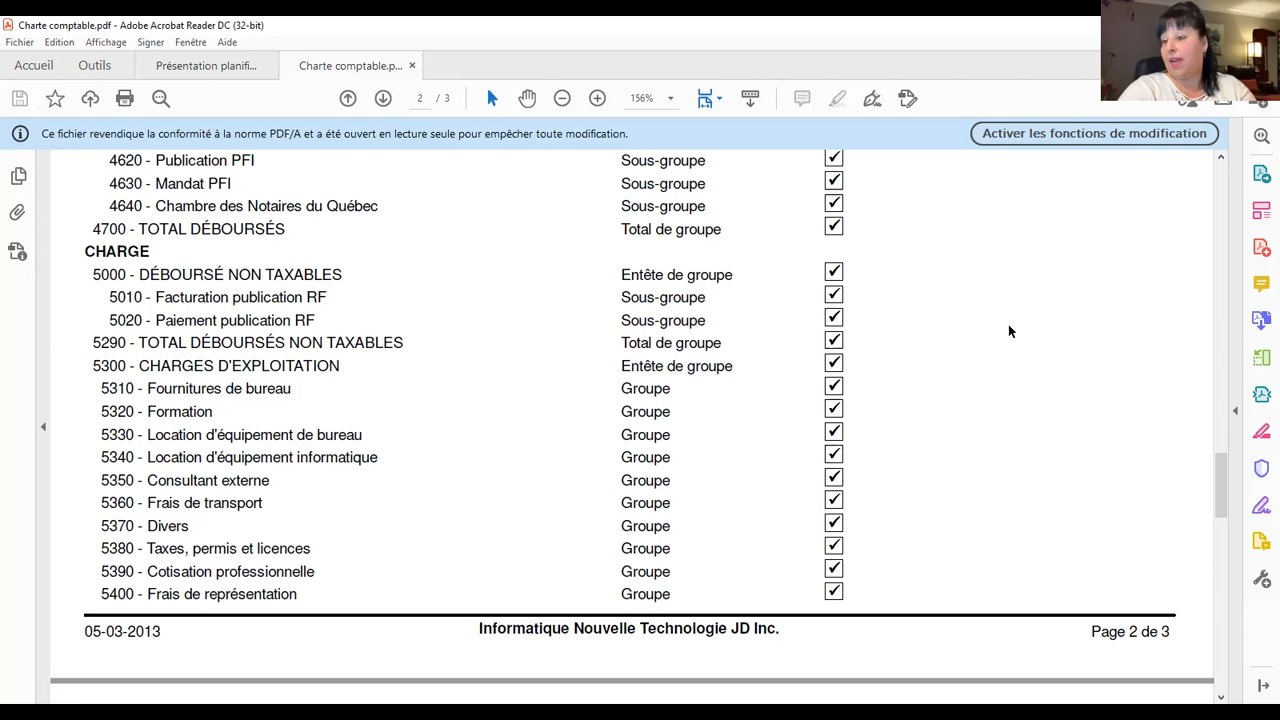 Charte comptable.pdf - Adobe Acrobat Reader DC (32-bit)
Fichier Edition Affichage Signer Fenêtre Aide
Accueil Outils Présentation planifi... Charte comptable.p... ×
2 / 3 156%
Ce fichier revendique la conformité à la norme PDF/A et a été ouvert en lecture seule pour empêcher toute modification. Activer les fonctions de modification
4620 - Publication PFI Sous-groupe
4630 - Mandat PFI Sous-groupe
4640 - Chambre des Notaires du Québec Sous-groupe
4700 - TOTAL DÉBOURSÉS Total de groupe
CHARGE
5000 - DÉBOURSÉ NON TAXABLES Entête de groupe
5010 - Facturation publication RF Sous-groupe
5020 - Paiement publication RF Sous-groupe
5290 - TOTAL DÉBOURSÉS NON TAXABLES Total de groupe
5300 - CHARGES D'EXPLOITATION Entête de groupe
5310 - Fournitures de bureau Groupe
5320 - Formation Groupe
5330 - Location d'équipement de bureau Groupe
5340 - Location d'équipement informatique Groupe
5350 - Consultant externe Groupe
5360 - Frais de transport Groupe
5370 - Divers Groupe
5380 - Taxes, permis et licences Groupe
5390 - Cotisation professionnelle Groupe
5400 - Frais de représentation Groupe
05-03-2013 Informatique Nouvelle Technologie JD Inc. Page 2 de 3